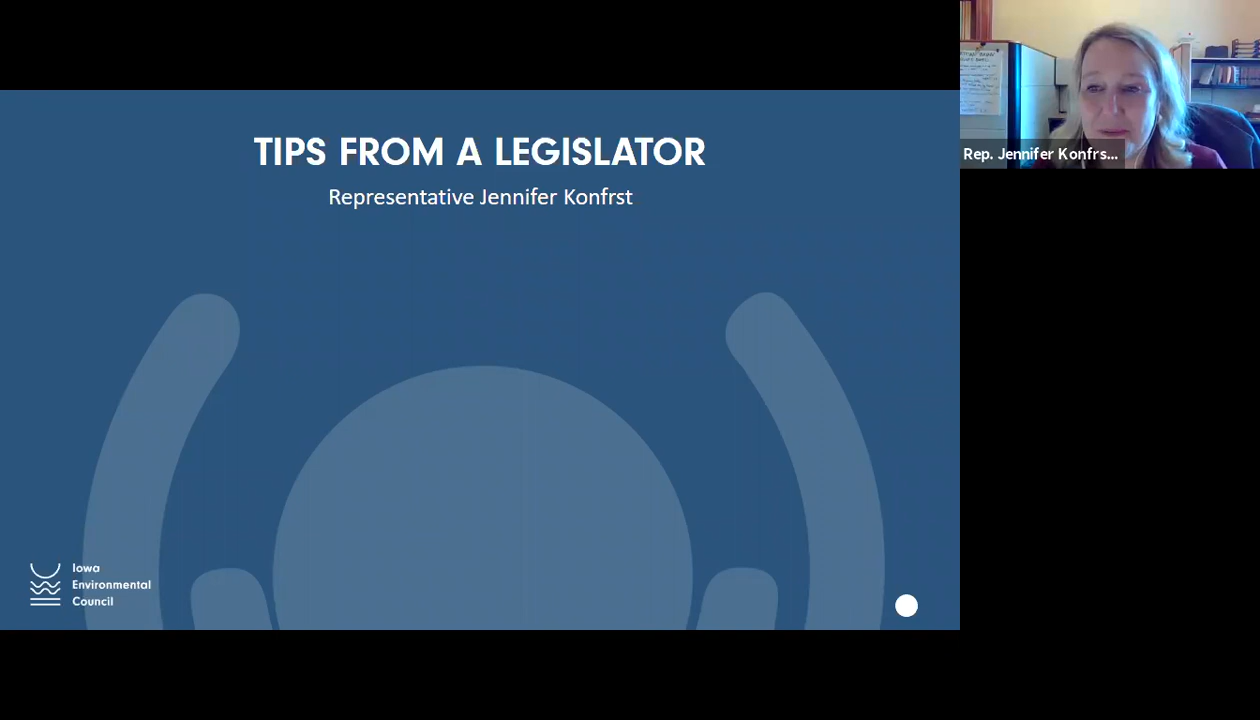 TIPS FROM A LEGISLATOR
Representative Jennifer Konfrst
Rep. Jennifer Konfrs...
Iowa
Environmental
Council